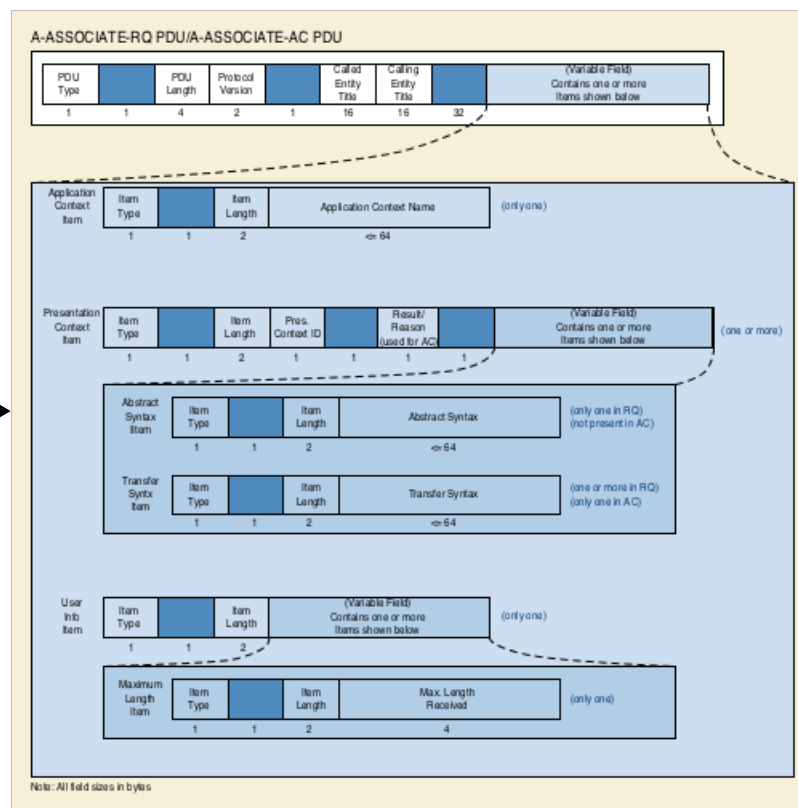 A-ASSOCIATE-RQ PDU/A-ASSOCIATE-AC PDU
PDU
Type
PDU
Length
Protocol
Version
Called
Entity
Title
Calling
Entity
Title
(Variable Field)
Contains one or more
Items shown below
1 1 4 2 1 16 16 32
Application
Context
Item
Item
Type
Item
Length
Application Context Name
(only one)
1 1 2 <= 64
Presentation
Context
Item
Item
Type
Item
Length
Pres.
Context ID
Result/
Reason
(used for AC)
(Variable Field)
Contains one or more
Items shown below
(one or more)
1 1 2 1 1 1 1
Abstract
Syntax
Item
Item
Type
Item
Length
Abstract Syntax
(only one in RQ)
(not present in AC)
1 1 2 <= 64
Transfer
Syntx
Item
Item
Type
Item
Length
Transfer Syntax
(one or more in RQ)
(only one in AC)
1 1 2 <= 64
User
Info
Item
Item
Type
Item
Length
(Variable Field)
Contains one or more
Items shown below
(only one)
1 1 2
Maximum
Length
Item
Item
Type
Item
Length
Max. Length
Received
(only one)
1 1 2 4
Note: All field sizes in bytes